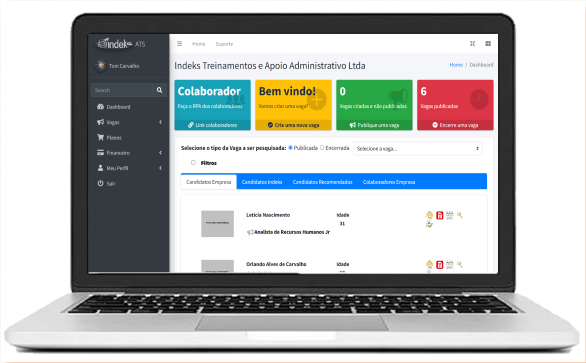 indeks ATS
Home Suporte
Toni Carvalho
Indeks Treinamentos e Apoio Administrativo Ltda
Home / Dashboard
Search
Dashboard
Vagas
Planos
Financeiro
Meu Perfil
Sair
Colaborador
Faça o RPA dos colaboradores
Link colaboradores
Bem vindo!
Vamos criar uma vaga?
Crie uma nova vaga
0
Vagas criadas e não publicadas
Publique uma vaga
6
Vagas publicadas
Encerre uma vaga
Selecione o tipo da Vaga a ser pesquisada: Publicada Encerrada Selecione a vaga...
Filtros
Candidatos Empresa Candidatos Indeks Candidatos Recomendados Colaboradores Empresa
Leticia Nascimento Idade
31
Analista de Recursos Humanos Jr
Orlando Alves de Carvalho Idade